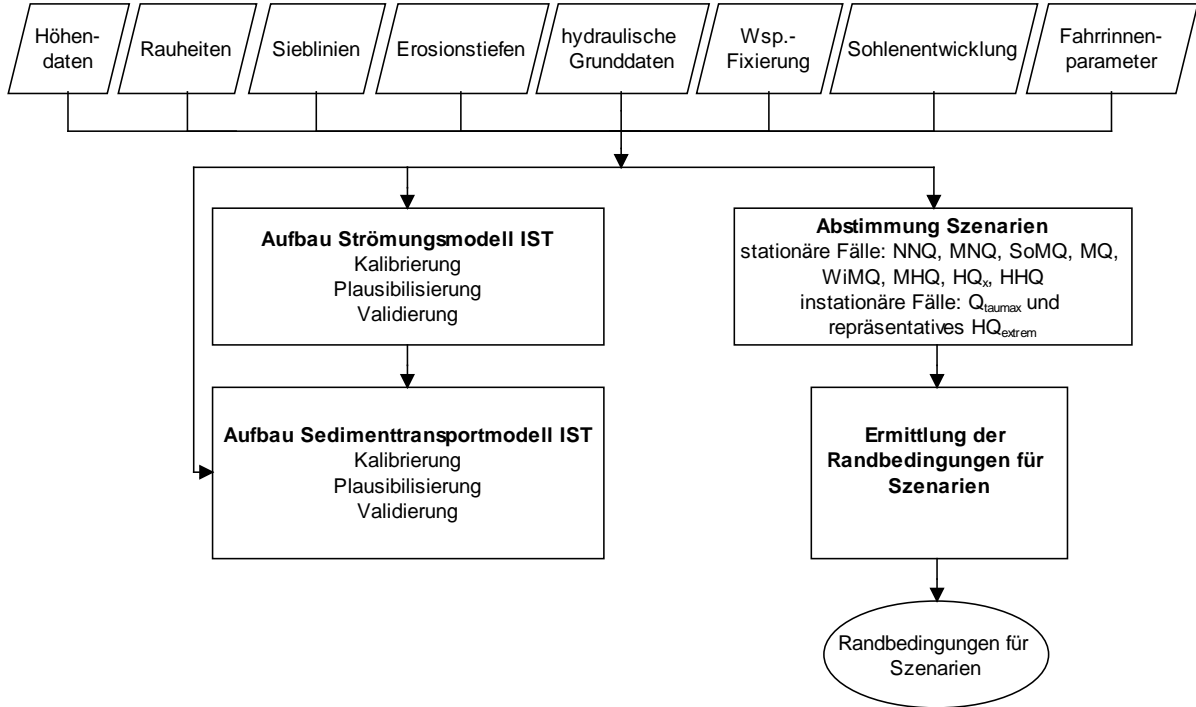 Höhen-
daten
Rauheiten
Sieblinien
Erosionstiefen
hydraulische
Grunddaten
Wsp.-
Fixierung
Sohlenentwicklung
Fahrrinnen-
parameter
Aufbau Strömungsmodell IST
Kalibrierung
Plausibilisierung
Validierung
Abstimmung Szenarien
stationäre Fälle: NNQ, MNQ, SoMQ, MQ,
WiMQ, MHQ, HQx, HHQ
instationäre Fälle: Qtaumax und
repräsentatives HQextrem
Aufbau Sedimenttransportmodell IST
Kalibrierung
Plausibilisierung
Validierung
Ermittlung der
Randbedingungen für
Szenarien
Randbedingungen für
Szenarien